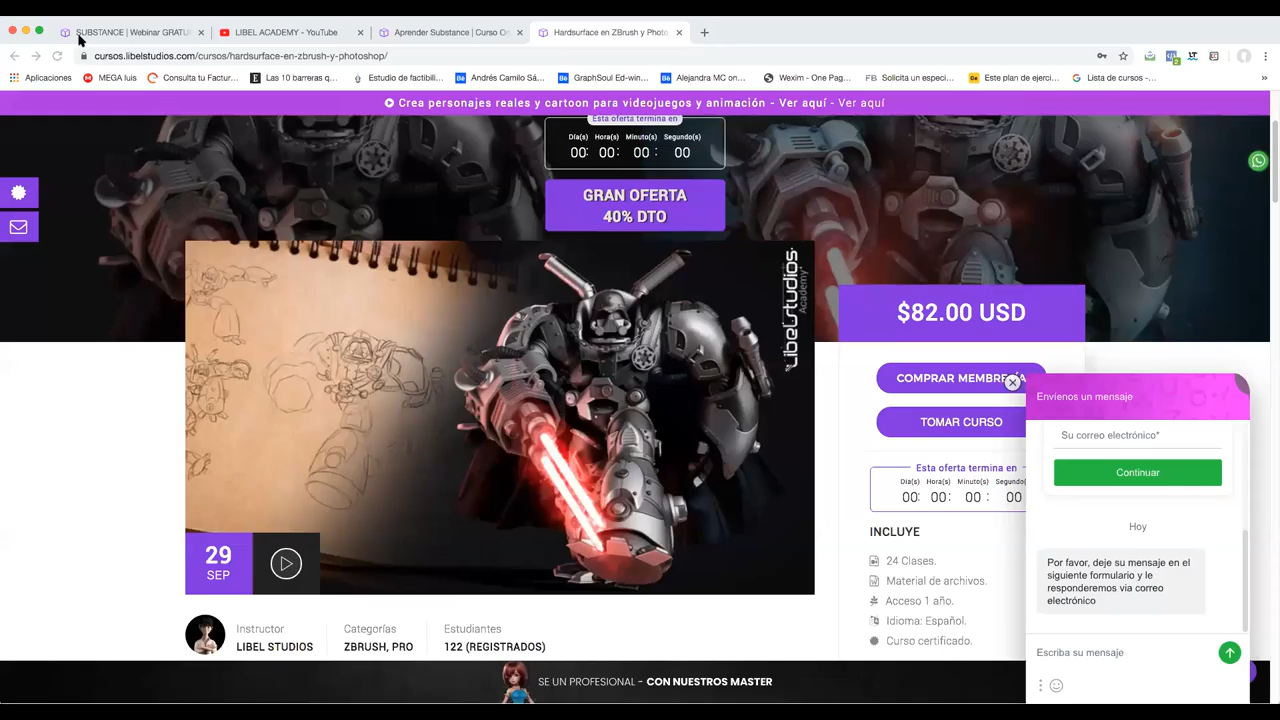 SUBSTANCE | Webinar GRATUI
LIBEL ACADEMY - YouTube
Aprender Substance | Curso On
Hardsurface en ZBrush y Photo
cursos.libelstudios.com/cursos/hardsurface-en-zbrush-y-photoshop/
Aplicaciones
MEGA luis
Consulta tu Factur...
Las 10 barreras q...
Estudio de factibili...
Andrés Camilo Sá...
GraphSoul Ed-win...
Alejandra MC on...
Wexim - One Pag...
Solicita un especi...
Este plan de ejerci...
Lista de cursos -...
Crea personajes reales y cartoon para videojuegos y animación - Ver aquí - Ver aquí
Esta oferta termina en
Día(s) Hora(s) Minuto(s) Segundo(s)
00: 00: 00 : 00
GRAN OFERTA
40% DTO
libelstudios
Academy
$82.00 USD
COMPRAR MEMBRESÍA
TOMAR CURSO
Esta oferta termina en
Día(s) Hora(s) Minuto(s) Segundo(
00: 00: 00 : 00
INCLUYE
24 Clases.
Material de archivos.
Acceso 1 año.
Idioma: Español.
Curso certificado.
29
SEP
Instructor
LIBEL STUDIOS
Categorías
ZBRUSH, PRO
Estudiantes
122 (REGISTRADOS)
SE UN PROFESIONAL - CON NUESTROS MASTER
Envíenos un mensaje
Su correo electrónico*
Continuar
Hoy
Por favor, deje su mensaje en el
siguiente formulario y le
responderemos via correo
electrónico
Escriba su mensaje